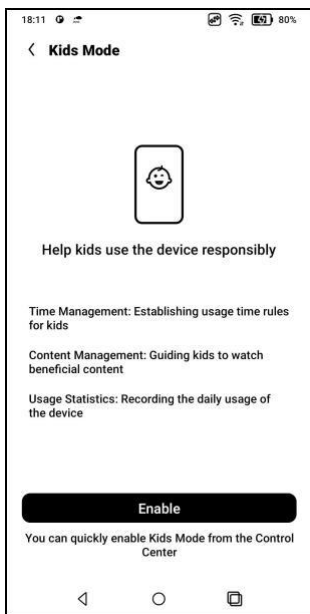 18:11 80%
Kids Mode
Help kids use the device responsibly
Time Management: Establishing usage time rules
for kids
Content Management: Guiding kids to watch
beneficial content
Usage Statistics: Recording the daily usage of
the device
Enable
You can quickly enable Kids Mode from the Control
Center